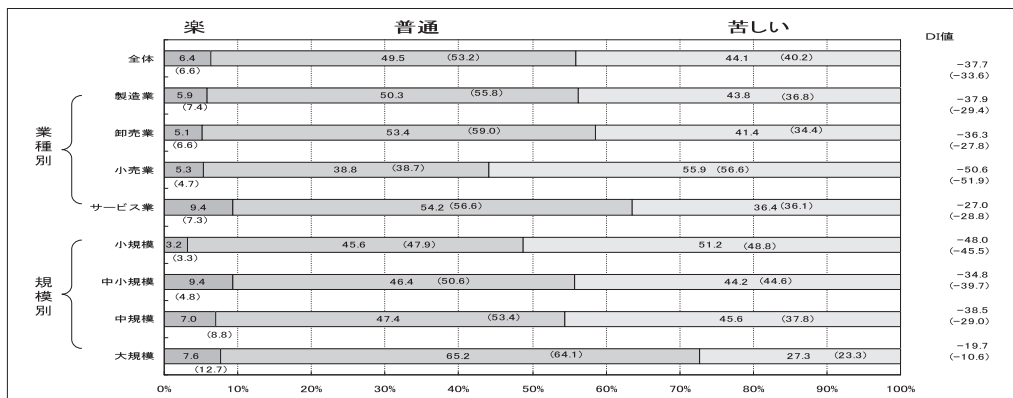 楽 普通 苦しい
DI値
全体 6.4 49.5 (53.2) 44.1 (40.2) -37.7
(6.6) (-33.6)
業種別
製造業 5.9 50.3 (55.8) 43.8 (36.8) -37.9
(7.4) (-29.4)
卸売業 5.1 53.4 (59.0) 41.4 (34.4) -36.3
(6.6) (-27.8)
小売業 5.3 38.8 (38.7) 55.9 (56.6) -50.6
(4.7) (-51.9)
サービス業 9.4 54.2 (56.6) 36.4 (36.1) -27.0
(7.3) (-28.8)
規模別
小規模 3.2 45.6 (47.9) 51.2 (48.8) -48.0
(3.3) (-45.5)
中小規模 9.4 46.4 (50.6) 44.2 (44.6) -34.8
(4.8) (-39.7)
中規模 7.0 47.4 (53.4) 45.6 (37.8) -38.5
(8.8) (-29.0)
大規模 7.6 65.2 (64.1) 27.3 (23.3) -19.7
(12.7) (-10.6)
0% 10% 20% 30% 40% 50% 60% 70% 80% 90% 100%